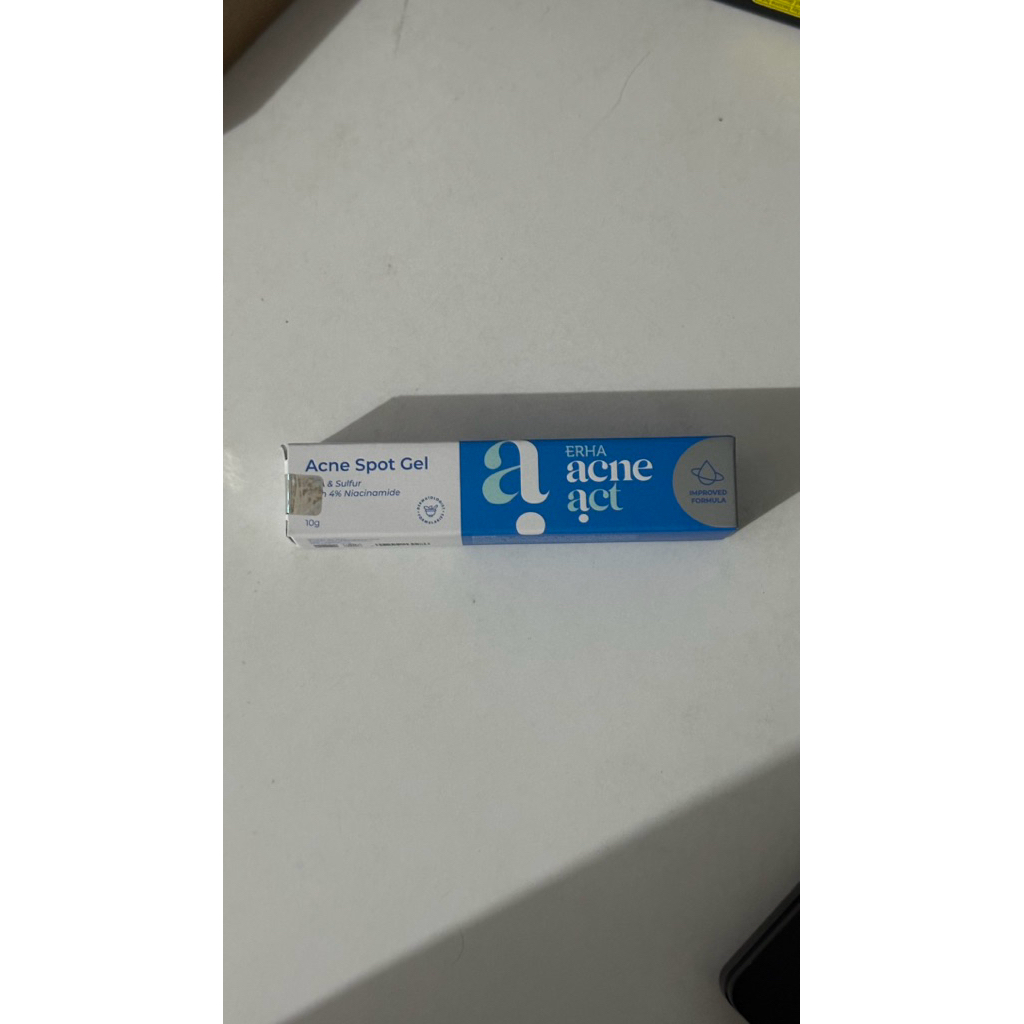 Acne Spot Gel
& Sulfur
4% Niacinamide
10g
a
ERHA
acne
act
IMPROVED
FORMULA